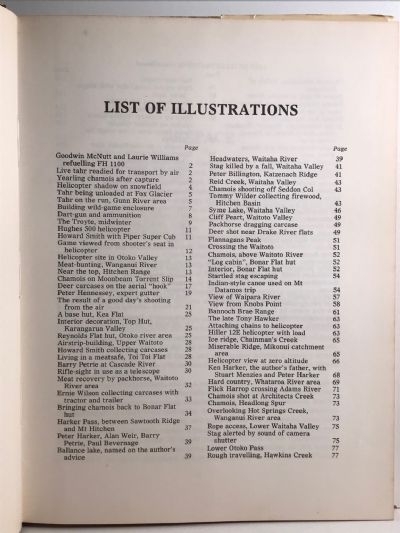 LIST OF ILLUSTRATIONS
Page
Goodwin McNutt and Laurie Williams
refuelling FH 1100 2
Live tahr readied for transport by air 2
Yearling chamois after capture 2
Helicopter shadow on snowfield 4
Tahr being unloaded at Fox Glacier 5
Tahr on the run, Gunn River area 5
Building wild-game enclosure 7
Dart-gun and ammunition 8
The Troyte, midwinter 9
Hughes 500 helicopter 11
Howard Smith with Piper Super Cub 11
Game viewed from shooter's seat in
helicopter 12
Helicopter site in Otoko Valley 13
Meat-bunting, Wanganui River 13
Near the top, Hitchen Range 13
Chamois on Moonbeam Torrent Slip 14
Deer carcases on the aerial "hook" 17
Peter Hennessey, expert gutter 19
The result of a good day's shooting
from the air 21
A base hut, Kea Flat 25
Interior decoration, Top Hut,
Karangarua Valley 25
Reynolds Flat hut, Otoko river area 25
Airstrip-building, Upper Waitoto 28
Howard Smith collecting carcases 28
Living in a meatsafe, Toi Toi Flat 28
Barry Petrie at Cascade River 30
Rifle-sight in use as a telescope 30
Meat recovery by packhorse, Waitoto
River area 32
Ernie Wilson collecting carcases with
tractor and trailer 33
Bringing chamois back to Bonar Flat
hut 34
Harker Pass, between Sawtooth Ridge
and Mt Hitchen 37
Peter Harker, Alan Weir, Barry
Petrie, Paul Bevernage 39
Ballance lake, named on the author's
advice 39
Page
Headwaters, Waitaha River 39
Stag killed by a fall, Waitaha Valley 41
Peter Billington, Katzenach Ridge 41
Reid Creek, Waitaha Valley 43
Chamois shooting off Seddon Col 43
Tommy Wilder collecting firewood,
Hitchen Basin 43
Syme Lake, Waitaha Valley 46
Cliff Peart, Waitoto Valley 49
Packhorse dragging carcase 49
Deer shot near Drake River flats 49
Flannagans Peak 51
Crossing the Waitoto 51
Chamois, above Waitoto River 52
"Log cabin", Bonar Flat hut 52
Interior, Bonar Flat hut 52
Startled stag escaping 54
Indian-style canoe used on Mt
Datamos trip 54
View of Waipara River 57
View from Knobs Point 58
Bannoch Brae Range 61
The late Tony Hawker 63
Attaching chains to helicopter 63
Hiller 12E helicopter with load 63
Ice ridge, Chainman's Creek 65
Miserable Ridge, Mikonui catchment
area 65
Helicopter view at zero altitude 66
Ken Harker, the author's father, with
Stuart Menzies and Peter Harker 68
Hard country, Whataroa River area 69
Flick Harrop crossing Adams River 71
Chamois shot at Architects Creek 73
Chamois, Headlong Spur 73
Overlooking Hot Springs Creek,
Wanganui River area 73
Rope access, Lower Waitaha Valley 75
Stag alerted by sound of camera
shutter 75
Lower Otoko Pass 77
Rough travelling, Hawkins Creek 77